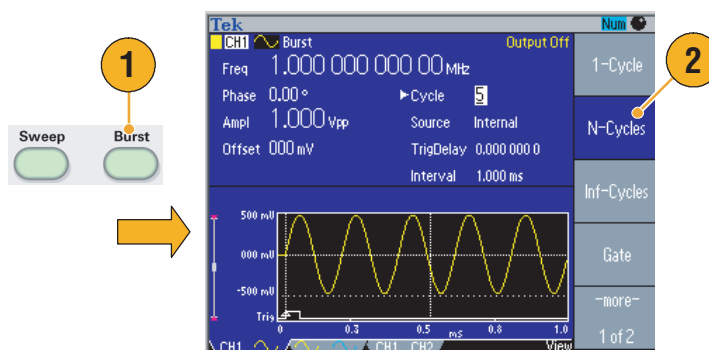 Tek
Num
CH1 Burst
Output Off
Freq 1.000 000 000 00 MHz
Phase 0.00 °
Cycle 5
Ampl 1.000 Vpp
Source Internal
Offset 000 mV
TrigDelay 0.000 000 0
Interval 1.000 ms
1-Cycle
N-Cycles
Inf-Cycles
Gate
-more-
1 of 2
1
2
Sweep
Burst
500 mV
000 mV
-500 mV
Trig
0 0.3 0.5 ms 0.8 1.0
CH1
CH1 CH2
View